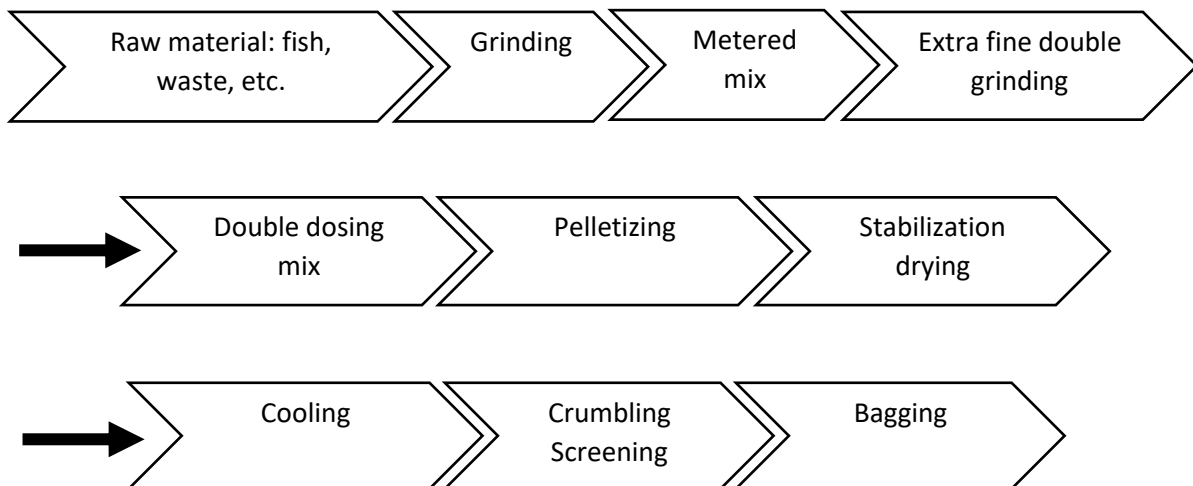 Raw material: fish,
waste, etc.
Grinding
Metered
mix
Extra fine double
grinding
Double dosing
mix
Pelletizing
Stabilization
drying
Cooling
Crumbling
Screening
Bagging